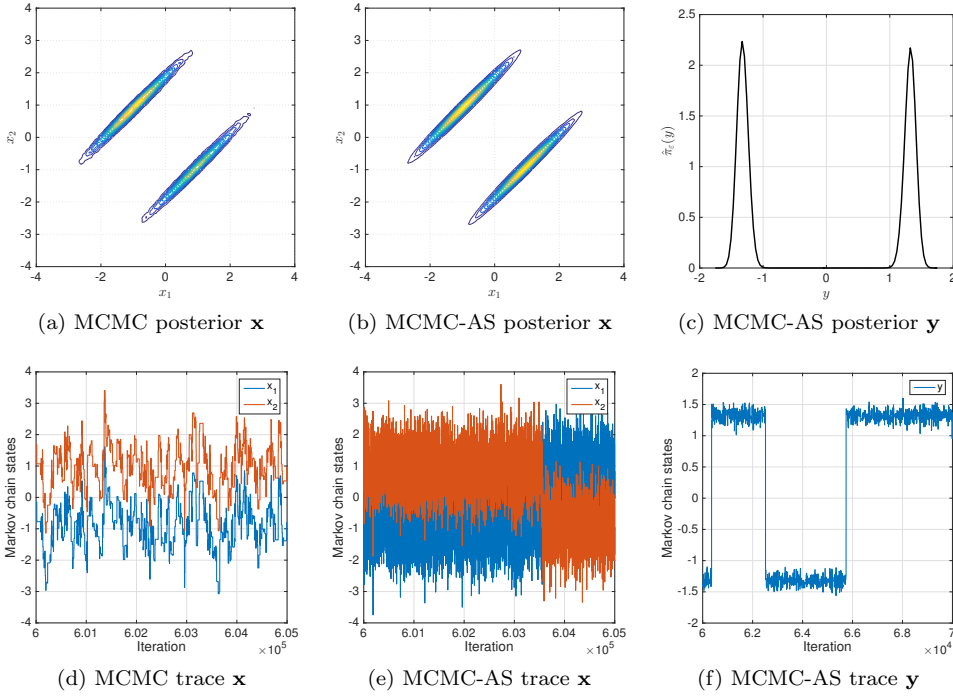 4
3
2
1
0
-1
-2
-3
-4
x₂
-4 -2 0 2 4
x₁
(a) MCMC posterior x
4
3
2
1
0
-1
-2
-3
-4
x₂
-4 -2 0 2 4
x₁
(b) MCMC-AS posterior x
2.5
2
1.5
1
0.5
0
π̂ε(y)
-2 -1 0 1 2
y
(c) MCMC-AS posterior y
4
3
2
1
0
-1
-2
-3
-4
Markov chain states
x₁
x₂
6 6.01 6.02 6.03 6.04 6.05
Iteration ×10⁵
(d) MCMC trace x
4
3
2
1
0
-1
-2
-3
-4
Markov chain states
x₁
x₂
6 6.01 6.02 6.03 6.04 6.05
Iteration ×10⁵
(e) MCMC-AS trace x
2
1.5
1
0.5
0
-0.5
-1
-1.5
-2
Markov chain states
y
6 6.2 6.4 6.6 6.8 7
Iteration ×10⁴
(f) MCMC-AS trace y